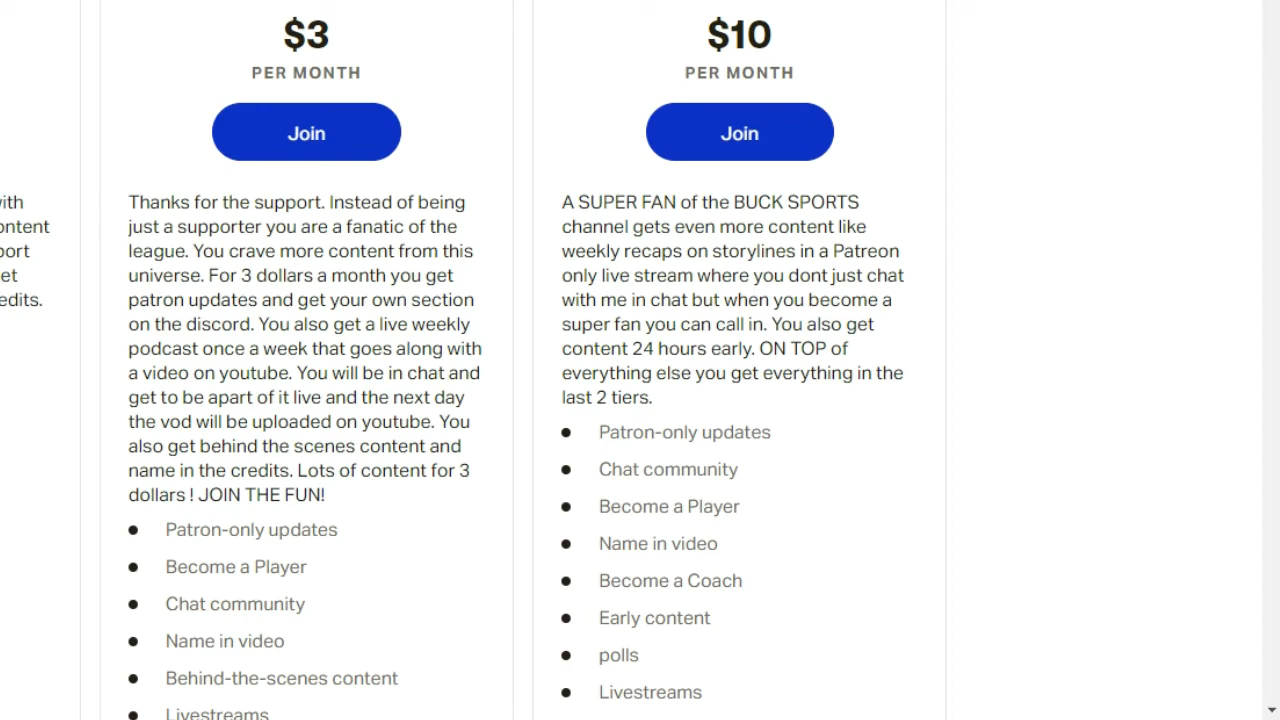 ith
ontent
port
et
edits.
$3
PER MONTH
Join
Thanks for the support. Instead of being
just a supporter you are a fanatic of the
league. You crave more content from this
universe. For 3 dollars a month you get
patron updates and get your own section
on the discord. You also get a live weekly
podcast once a week that goes along with
a video on youtube. You will be in chat and
get to be apart of it live and the next day
the vod will be uploaded on youtube. You
also get behind the scenes content and
name in the credits. Lots of content for 3
dollars ! JOIN THE FUN!
Patron-only updates
Become a Player
Chat community
Name in video
Behind-the-scenes content
Livestreams
$10
PER MONTH
Join
A SUPER FAN of the BUCK SPORTS
channel gets even more content like
weekly recaps on storylines in a Patreon
only live stream where you dont just chat
with me in chat but when you become a
super fan you can call in. You also get
content 24 hours early. ON TOP of
everything else you get everything in the
last 2 tiers.
Patron-only updates
Chat community
Become a Player
Name in video
Become a Coach
Early content
polls
Livestreams